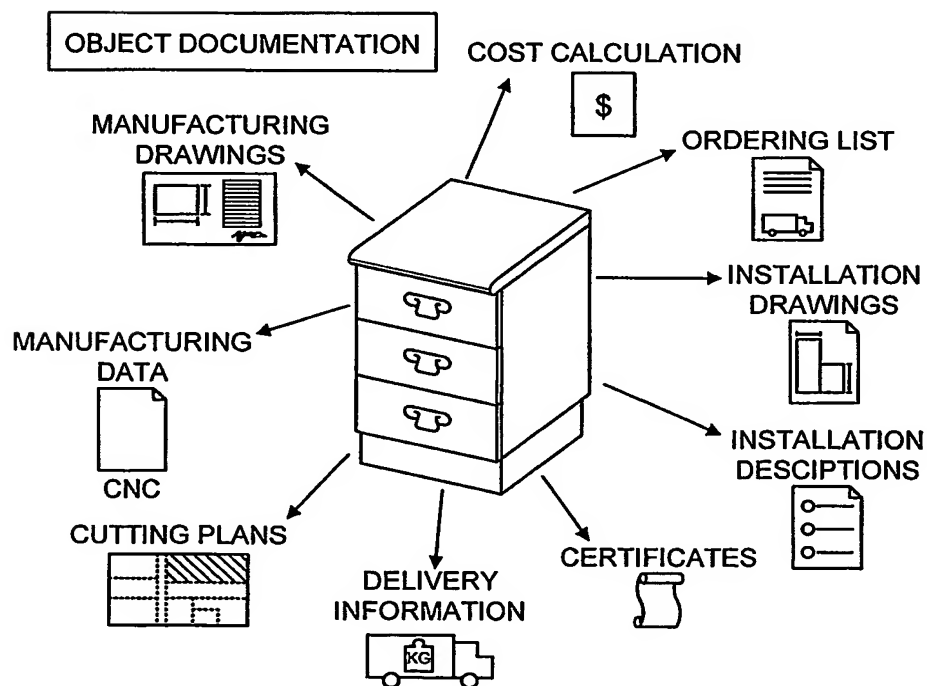 OBJECT DOCUMENTATION
COST CALCULATION
$
MANUFACTURING
DRAWINGS
ORDERING LIST
INSTALLATION
DRAWINGS
MANUFACTURING
DATA
CNC
INSTALLATION
DESCIPTIONS
CUTTING PLANS
CERTIFICATES
DELIVERY
INFORMATION
KG